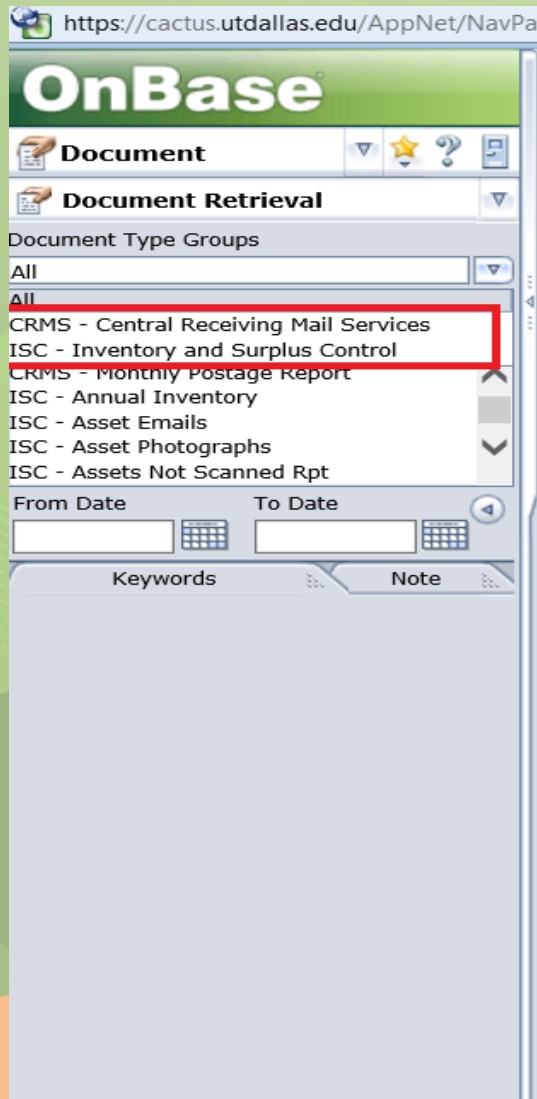 https://cactus.utdallas.edu/AppNet/NavPa
OnBase
Document
Document Retrieval
Document Type Groups
All
All
CRMS - Central Receiving Mail Services
ISC - Inventory and Surplus Control
CRMS - Monthly Postage Report
ISC - Annual Inventory
ISC - Asset Emails
ISC - Asset Photographs
ISC - Assets Not Scanned Rpt
From Date To Date
Keywords Note